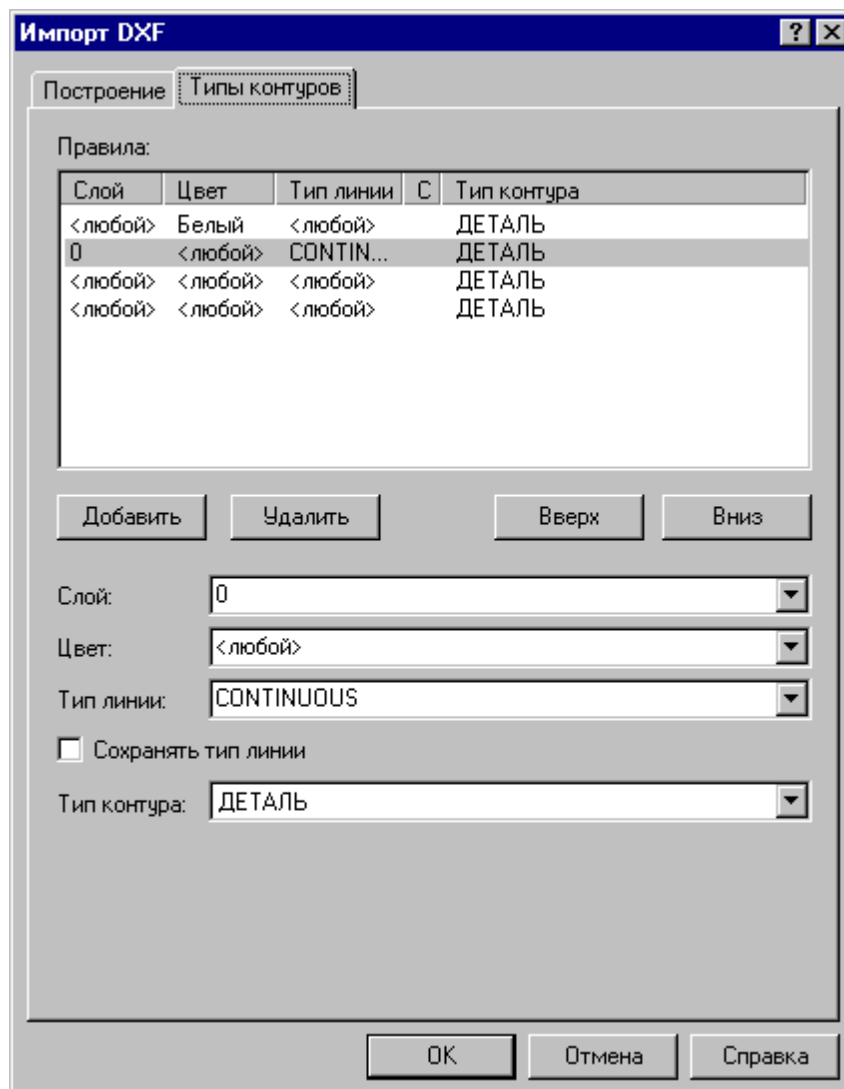 Импорт DXF
Построение Типы контуров
Правила:
Слой Цвет Тип линии С Тип контура
<любой> Белый <любой> ДЕТАЛЬ
0 <любой> CONTIN... ДЕТАЛЬ
<любой> <любой> <любой> ДЕТАЛЬ
<любой> <любой> <любой> ДЕТАЛЬ
Добавить Удалить Вверх Вниз
Слой: 0
Цвет: <любой>
Тип линии: CONTINUOUS
Сохранять тип линии
Тип контура: ДЕТАЛЬ
OK Отмена Справка